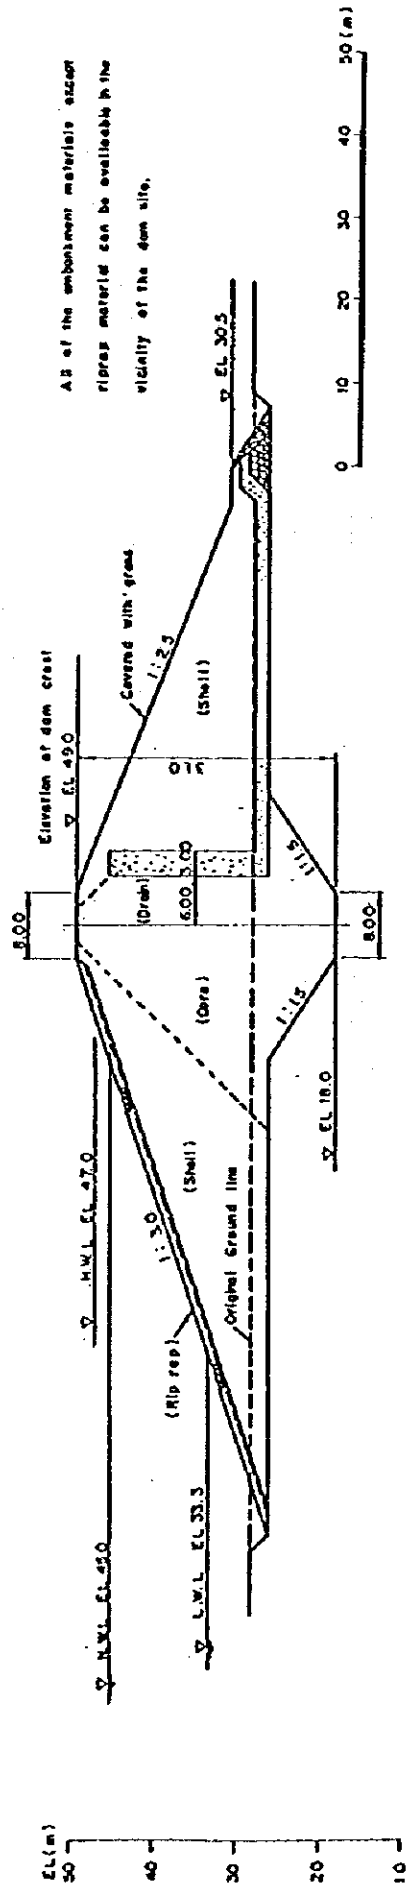 EL(m)
50
40
30
20
10
N.W.L EL 45.0
H.W.L EL 47.0
L.W.L EL 33.3
(Rip rap)
1:3.0
(Shell)
Original Ground line
8.00
Elevation of dam crest
EL 49.0
(Core)
(Drain)
6.00 3.00
31.0
1:1.5
1:1.5
8.00
EL 18.0
Covered with grass
1:2.5
(Shell)
EL 30.5
All of the embankment materials except
riprap material can be available in the
vicinity of the dam site.
0 10 20 30 40 50(m)